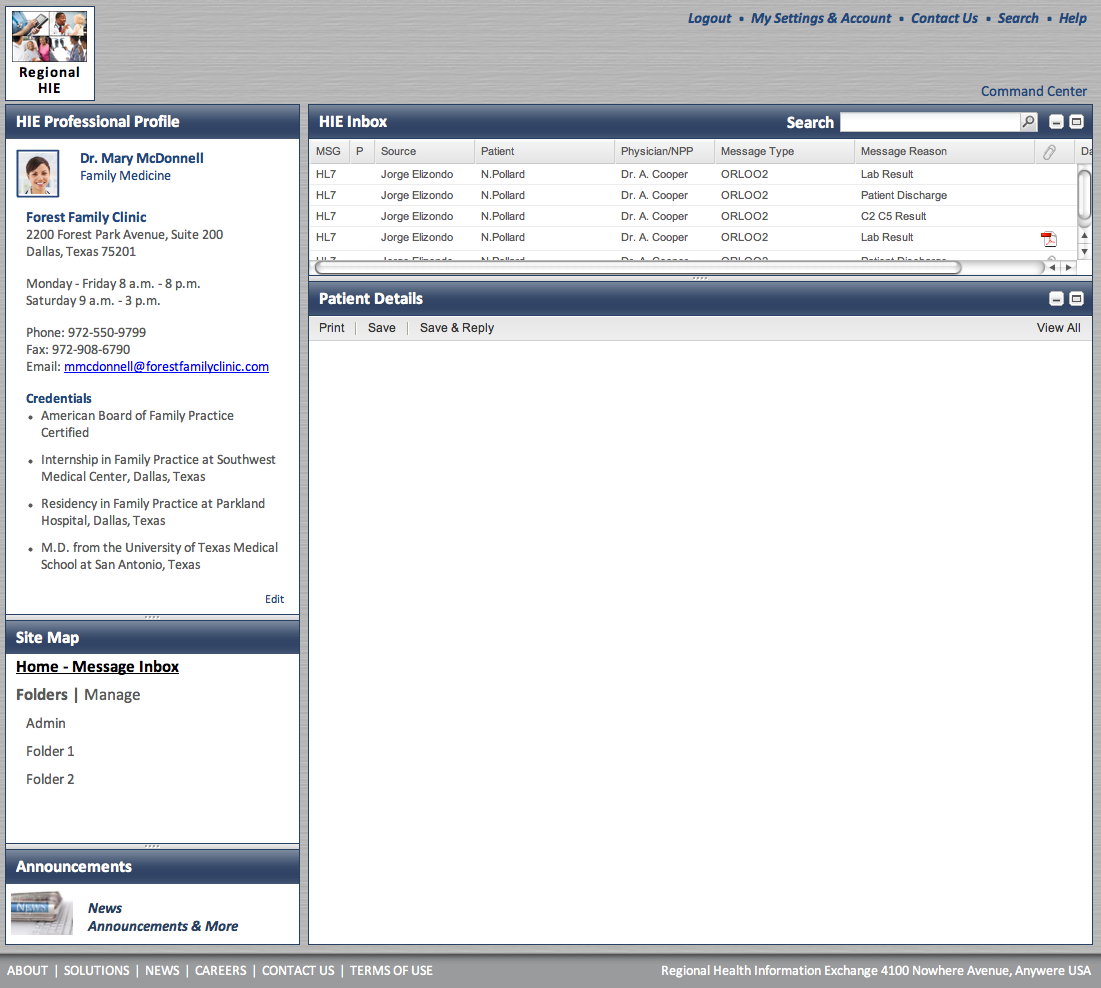 Logout • My Settings & Account • Contact Us • Search • Help
Regional
HIE
Command Center
HIE Professional Profile
Dr. Mary McDonnell
Family Medicine
Forest Family Clinic
2200 Forest Park Avenue, Suite 200
Dallas, Texas 75201
Monday - Friday 8 a.m. - 8 p.m.
Saturday 9 a.m. - 3 p.m.
Phone: 972-550-9799
Fax: 972-908-6790
Email: mmcdonnell@forestfamilyclinic.com
Credentials
• American Board of Family Practice
Certified
• Internship in Family Practice at Southwest
Medical Center, Dallas, Texas
• Residency in Family Practice at Parkland
Hospital, Dallas, Texas
• M.D. from the University of Texas Medical
School at San Antonio, Texas
Edit
Site Map
Home - Message Inbox
Folders | Manage
Admin
Folder 1
Folder 2
Announcements
NEWS
News
Announcements & More
HIE Inbox Search
MSG P Source Patient Physician/NPP Message Type Message Reason Da
HL7 Jorge Elizondo N.Pollard Dr. A. Cooper ORLOO2 Lab Result
HL7 Jorge Elizondo N.Pollard Dr. A. Cooper ORLOO2 Patient Discharge
HL7 Jorge Elizondo N.Pollard Dr. A. Cooper ORLOO2 C2 C5 Result
HL7 Jorge Elizondo N.Pollard Dr. A. Cooper ORLOO2 Lab Result
HL7 Jorge Elizondo N.Pollard Dr. A. Cooper ORLOO2 Patient Discharge
Patient Details
Print | Save | Save & Reply View All
ABOUT | SOLUTIONS | NEWS | CAREERS | CONTACT US | TERMS OF USE
Regional Health Information Exchange 4100 Nowhere Avenue, Anywere USA